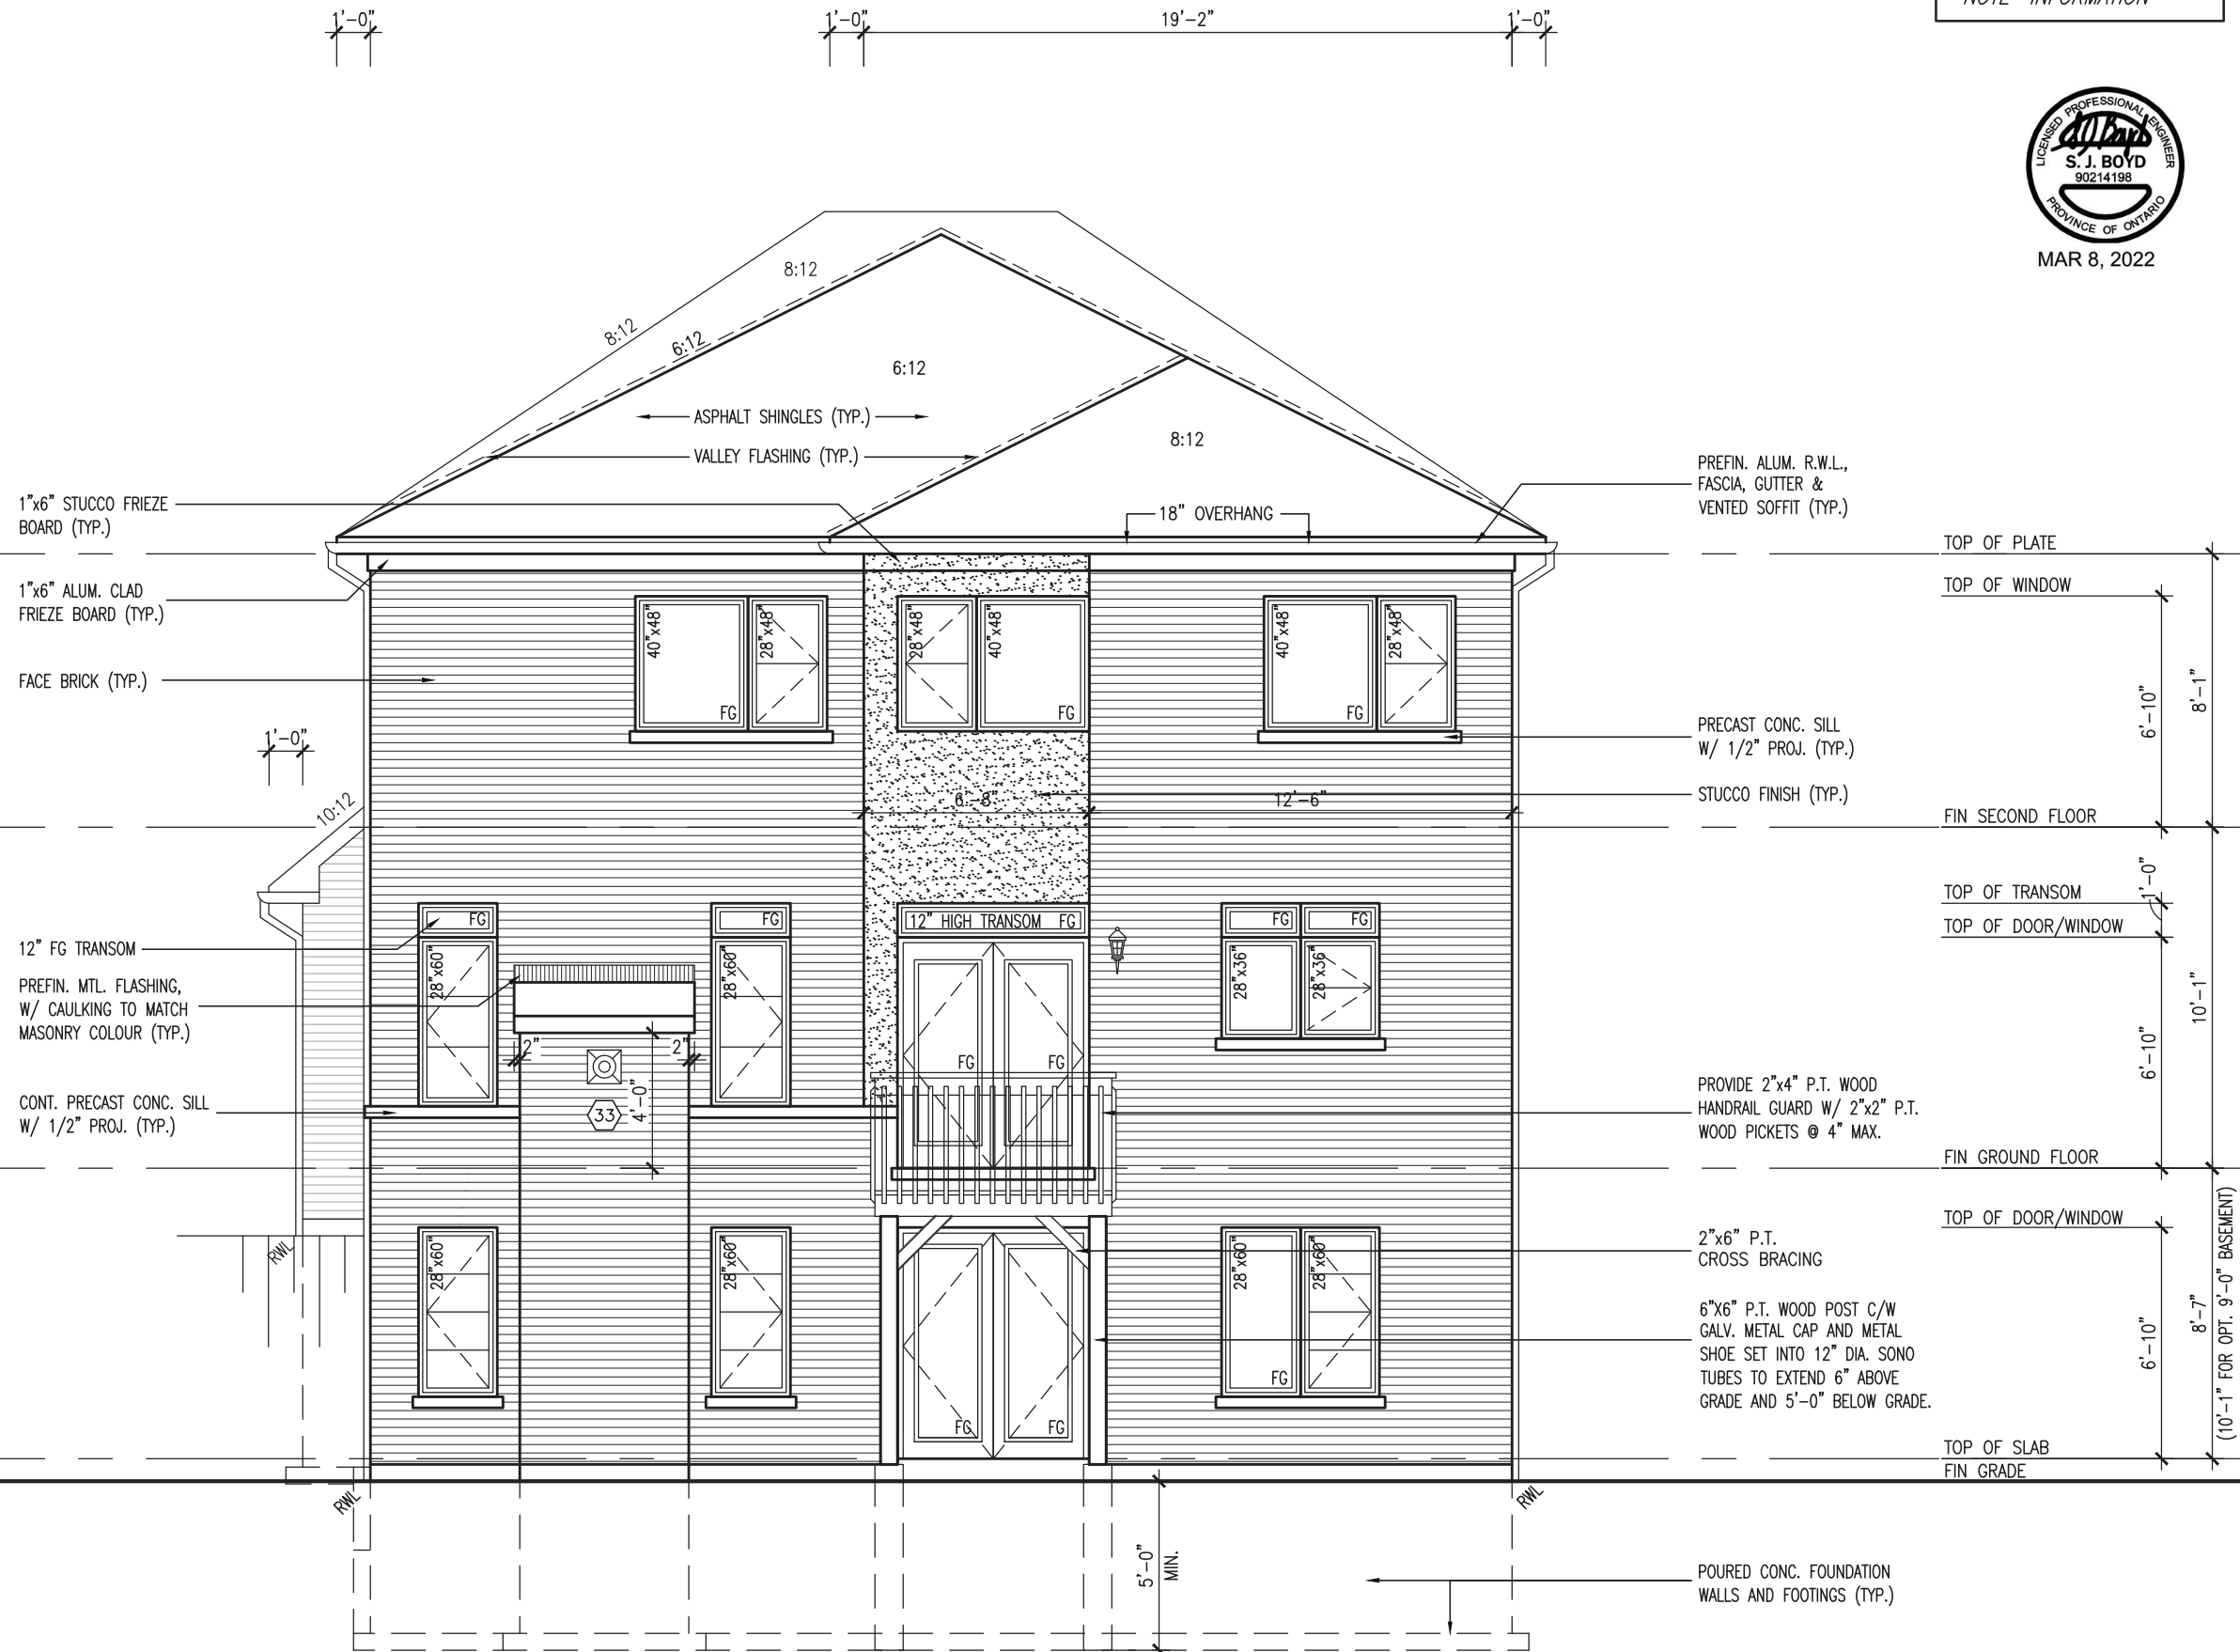 1'-0"
1'-0"
19'-2"
1'-0"
LICENSED PROFESSIONAL ENGINEER
S. J. BOYD
90214198
PROVINCE OF ONTARIO
MAR 8, 2022
8:12
8:12
6:12
6:12
ASPHALT SHINGLES (TYP.)
8:12
VALLEY FLASHING (TYP.)
18" OVERHANG
1"x6" STUCCO FRIEZE
BOARD (TYP.)
1"x6" ALUM. CLAD
FRIEZE BOARD (TYP.)
FACE BRICK (TYP.)
1'-0"
10:12
12" FG TRANSOM
PREFIN. MTL. FLASHING,
W/ CAULKING TO MATCH
MASONRY COLOUR (TYP.)
CONT. PRECAST CONC. SILL
W/ 1/2" PROJ. (TYP.)
40"x48"
FG
28"x48"
28"x48"
40"x48"
FG
40"x48"
FG
28"x48"
6'-8"
12'-6"
FG
28"x60"
FG
28"x60"
12" HIGH TRANSOM FG
FG
FG
FG
FG
28"x36"
28"x36"
2"
2"
33
4'-0"
28"x60"
28"x60"
FG
FG
28"x60"
FG
28"x60"
RWL
RWL
RWL
5'-0"
MIN.
PREFIN. ALUM. R.W.L.,
FASCIA, GUTTER &
VENTED SOFFIT (TYP.)
PRECAST CONC. SILL
W/ 1/2" PROJ. (TYP.)
STUCCO FINISH (TYP.)
PROVIDE 2"x4" P.T. WOOD
HANDRAIL GUARD W/ 2"x2" P.T.
WOOD PICKETS @ 4" MAX.
2"x6" P.T.
CROSS BRACING
6"X6" P.T. WOOD POST C/W
GALV. METAL CAP AND METAL
SHOE SET INTO 12" DIA. SONO
TUBES TO EXTEND 6" ABOVE
GRADE AND 5'-0" BELOW GRADE.
POURED CONC. FOUNDATION
WALLS AND FOOTINGS (TYP.)
TOP OF PLATE
TOP OF WINDOW
6'-10"
8'-1"
FIN SECOND FLOOR
TOP OF TRANSOM
1'-0"
TOP OF DOOR/WINDOW
6'-10"
10'-1"
FIN GROUND FLOOR
TOP OF DOOR/WINDOW
6'-10"
8'-7"
(10'-1" FOR OPT. 9'-0" BASEMENT)
TOP OF SLAB
FIN GRADE